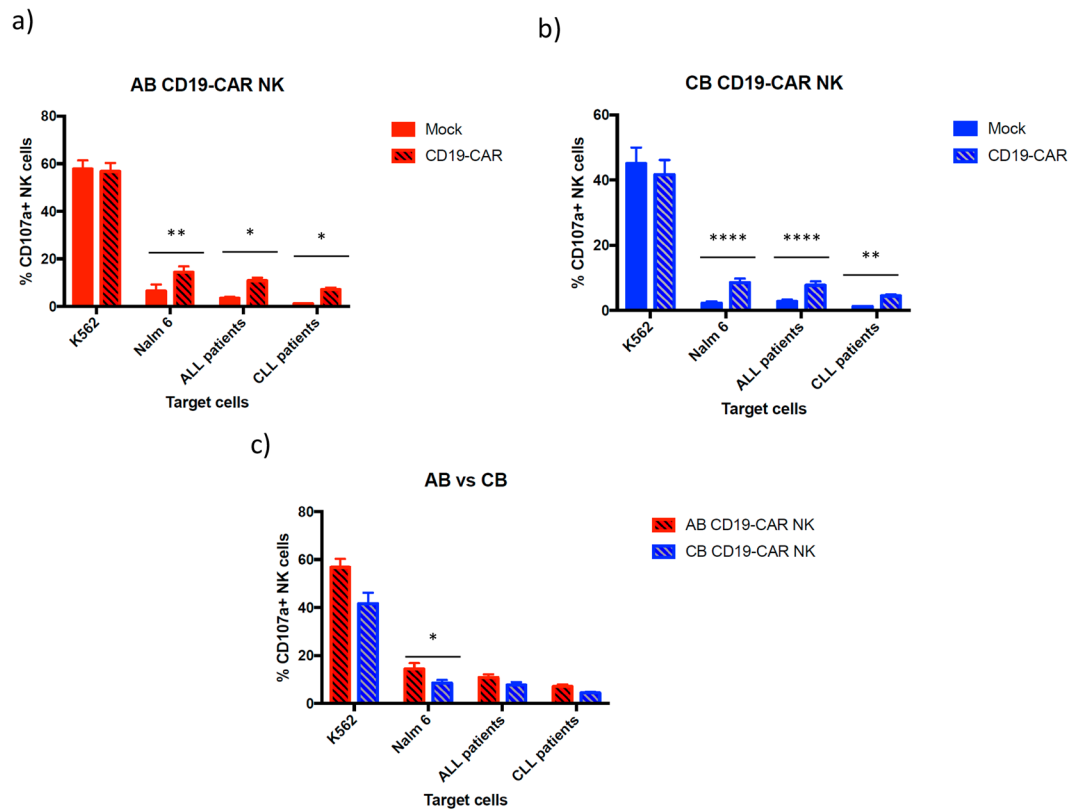 a)
AB CD19-CAR NK
% CD107a+ NK cells
80
60
40
20
0
**
*
*
K562
Nalm 6
ALL patients
CLL patients
Target cells
Mock
CD19-CAR
b)
CB CD19-CAR NK
% CD107a+ NK cells
60
40
20
0
****
****
**
K562
Nalm 6
ALL patients
CLL patients
Target cells
Mock
CD19-CAR
c)
AB vs CB
% CD107a+ NK cells
80
60
40
20
0
*
K562
Nalm 6
ALL patients
CLL patients
Target cells
AB CD19-CAR NK
CB CD19-CAR NK